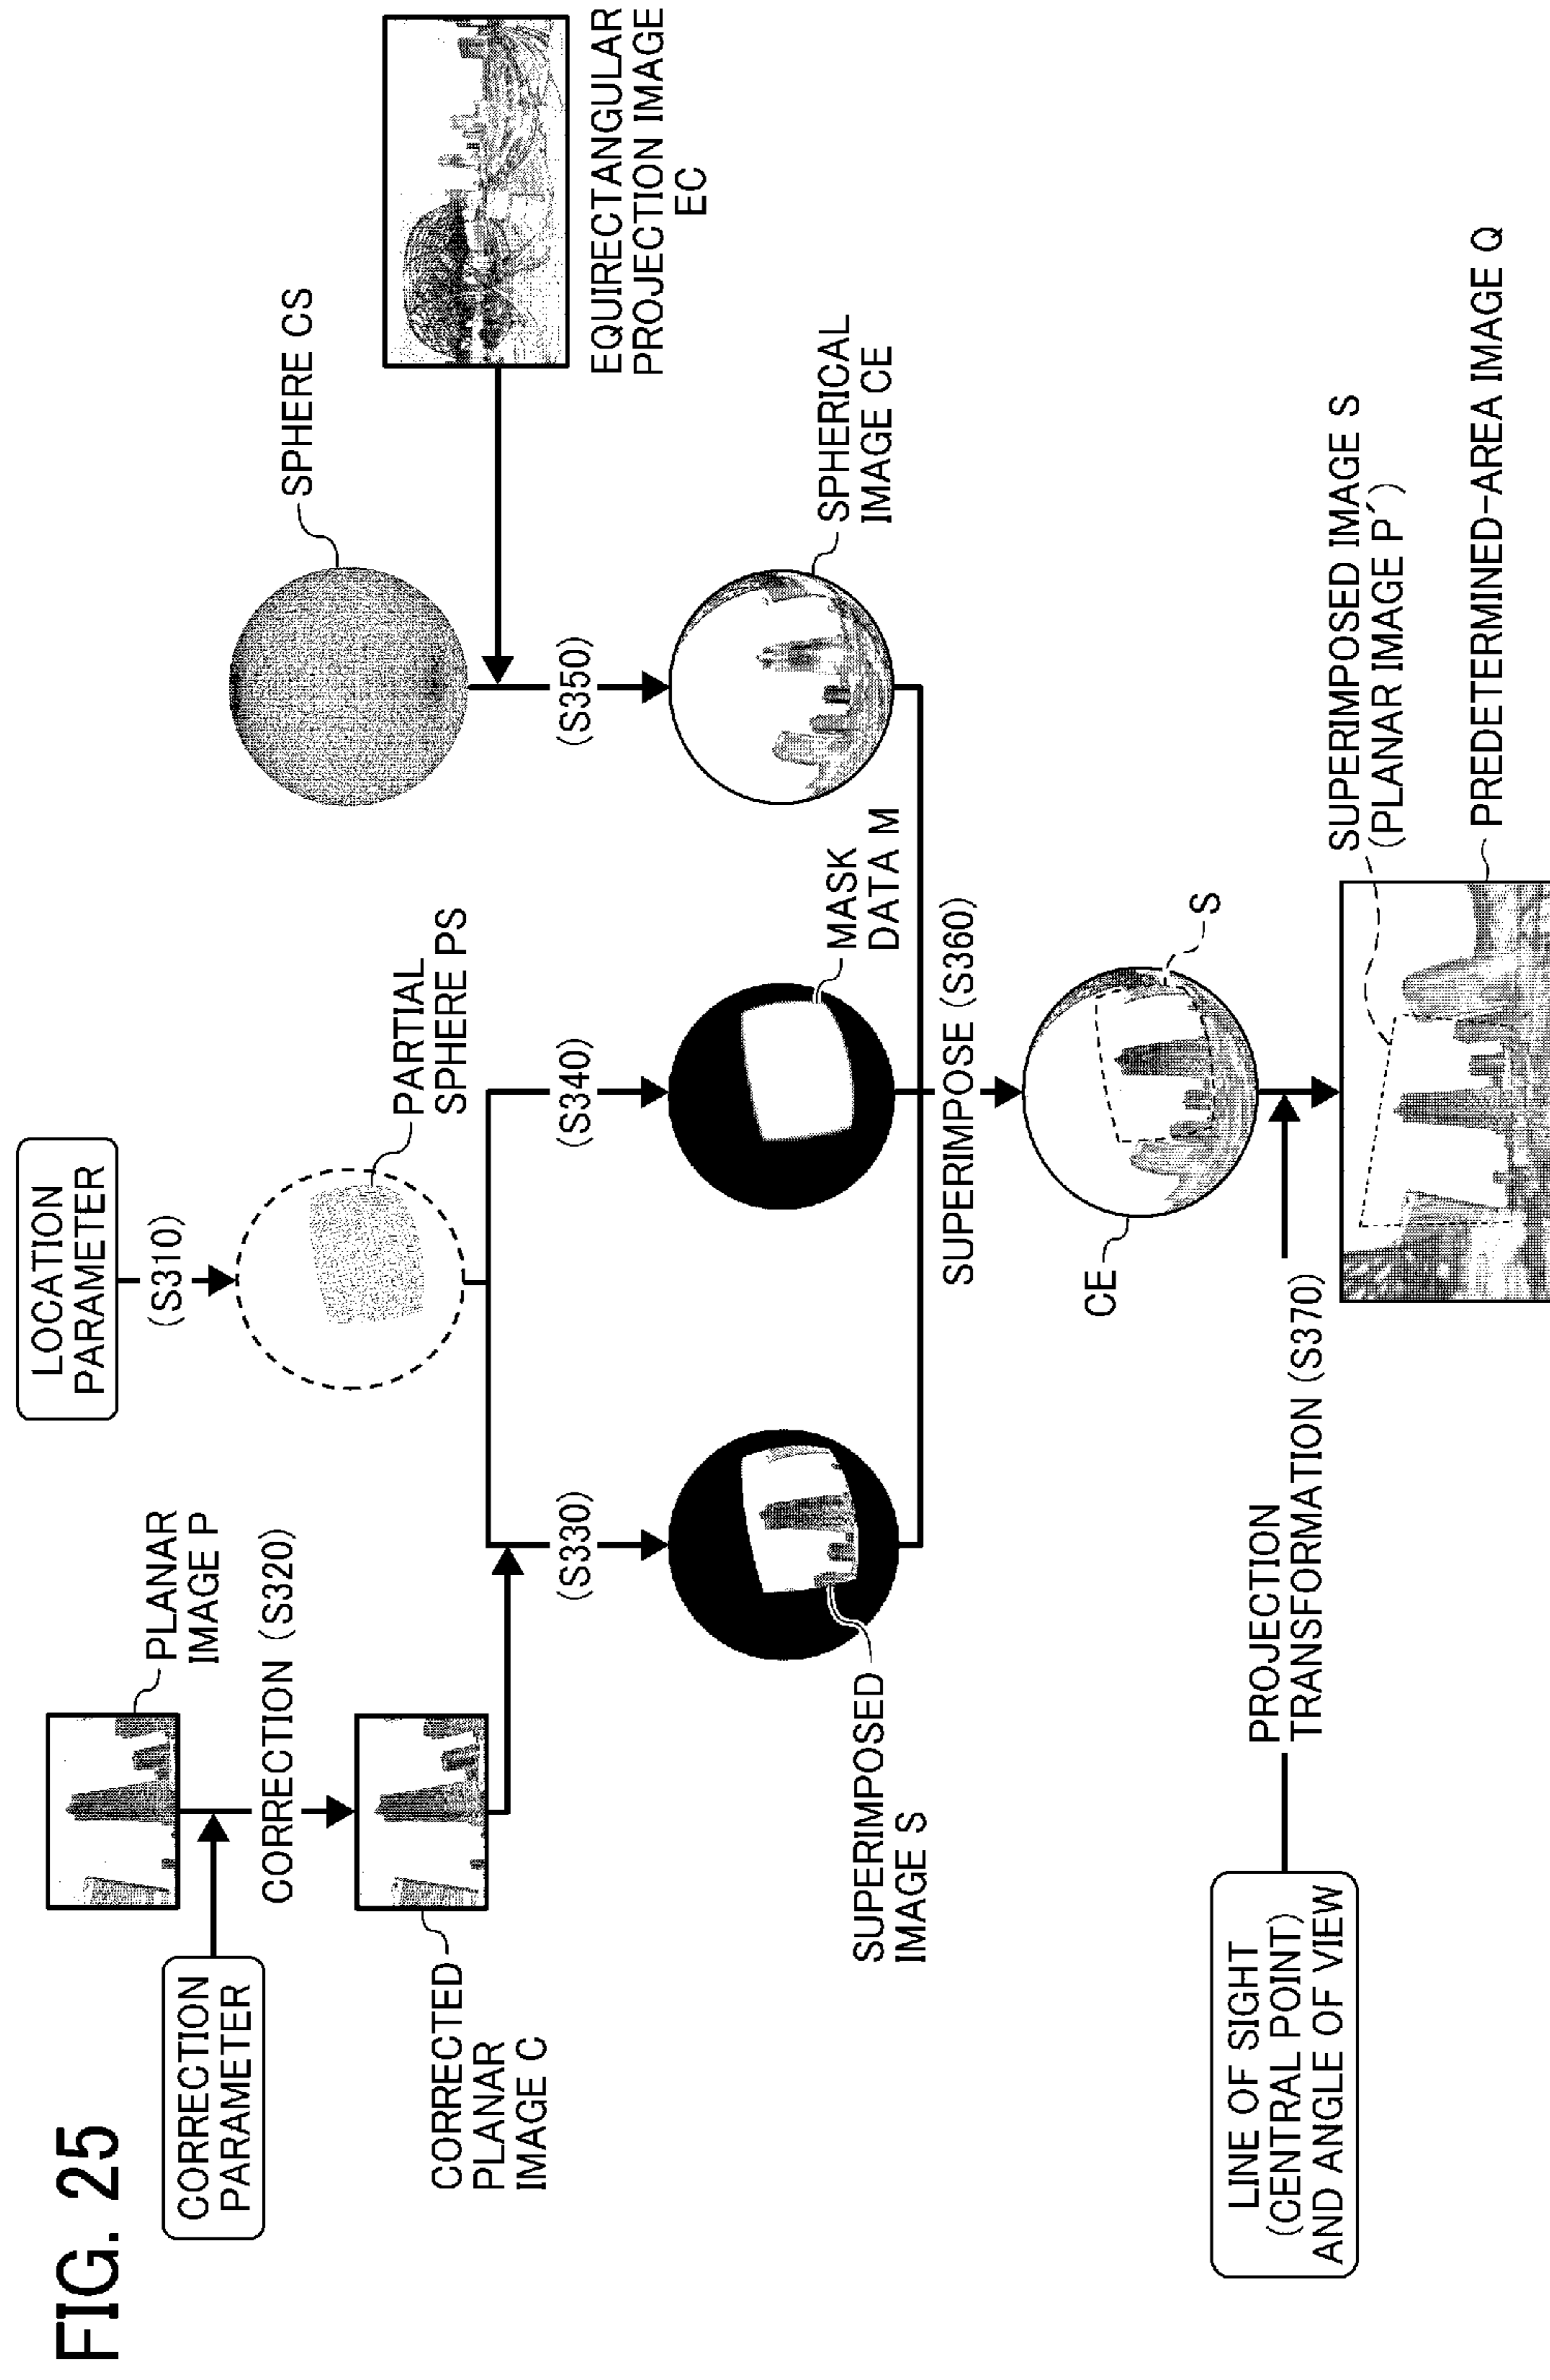 FIG. 25
LOCATION
PARAMETER
(S310)
PLANAR
IMAGE P
CORRECTION
PARAMETER
CORRECTION (S320)
PARTIAL
SPHERE PS
SPHERE CS
CORRECTED
PLANAR
IMAGE C
(S330)
(S340)
(S350)
EQUIRECTANGULAR
PROJECTION IMAGE
EC
SUPERIMPOSED
IMAGE S
MASK
DATA M
SPHERICAL
IMAGE CE
SUPERIMPOSE (S360)
CE
S
LINE OF SIGHT
(CENTRAL POINT)
AND ANGLE OF VIEW
PROJECTION
TRANSFORMATION (S370)
SUPERIMPOSED IMAGE S
(PLANAR IMAGE P´)
PREDETERMINED-AREA IMAGE Q